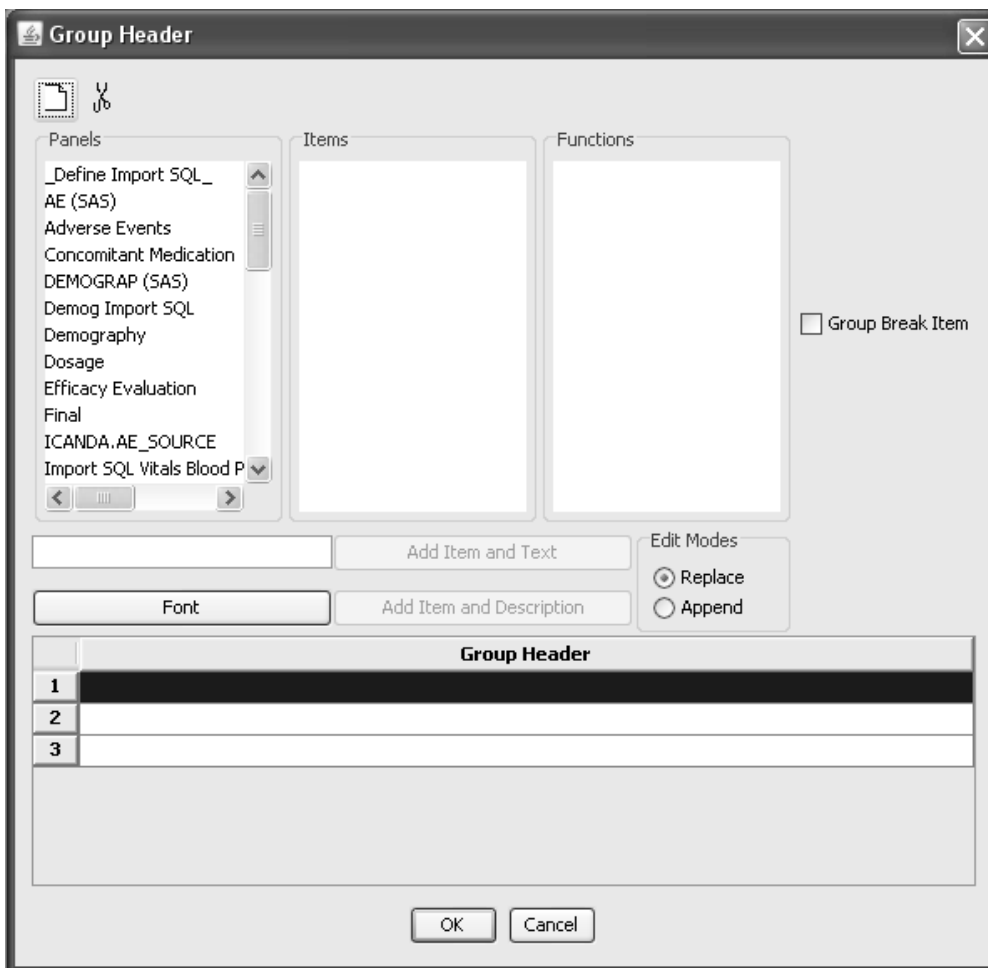 Group Header
Panels
Items
Functions
_Define Import SQL_
AE (SAS)
Adverse Events
Concomitant Medication
DEMOGRAP (SAS)
Demog Import SQL
Demography
Dosage
Efficacy Evaluation
Final
ICANDA.AE_SOURCE
Import SQL Vitals Blood P
Group Break Item
Add Item and Text
Edit Modes
Replace
Font
Add Item and Description
Append
Group Header
1
2
3
OK
Cancel